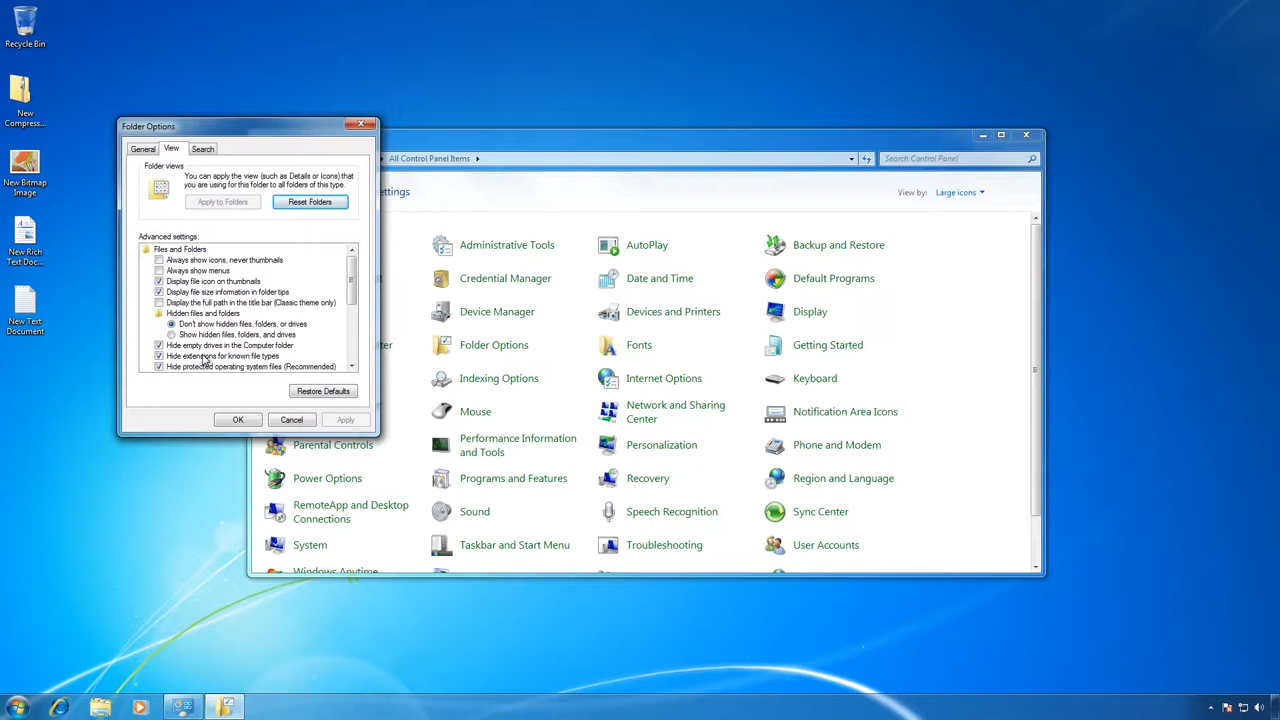 Recycle Bin
New
Compress...
New Bitmap
Image
New Rich
Text Doc...
New Text
Document
Folder Options
General
View
Search
Folder views
You can apply the view (such as Details or Icons) that
you are using for this folder to all folders of this type.
Apply to Folders
Reset Folders
Advanced settings:
Files and Folders
Always show icons, never thumbnails
Always show menus
Display file icon on thumbnails
Display file size information in folder tips
Display the full path in the title bar (Classic theme only)
Hidden files and folders
Don't show hidden files, folders, or drives
Show hidden files, folders, and drives
Hide empty drives in the Computer folder
Hide extensions for known file types
Hide protected operating system files (Recommended)
Restore Defaults
OK
Cancel
Apply
All Control Panel Items
Search Control Panel
View by:
Large icons
Administrative Tools
AutoPlay
Backup and Restore
Credential Manager
Date and Time
Default Programs
Device Manager
Devices and Printers
Display
Folder Options
Fonts
Getting Started
Indexing Options
Internet Options
Keyboard
Mouse
Network and Sharing
Center
Notification Area Icons
Parental Controls
Performance Information
and Tools
Personalization
Phone and Modem
Power Options
Programs and Features
Recovery
Region and Language
RemoteApp and Desktop
Connections
Sound
Speech Recognition
Sync Center
System
Taskbar and Start Menu
Troubleshooting
User Accounts
Windows Anytime